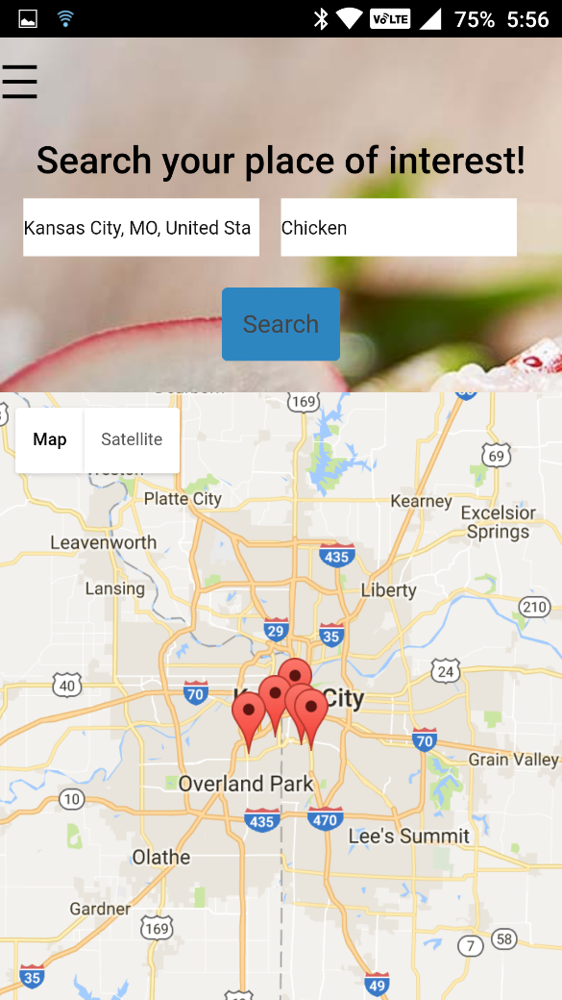 75% 5:56
VoLTE
Search your place of interest!
Kansas City, MO, United Sta
Chicken
Search
169
Map
Satellite
69
Platte City
Kearney
Excelsior
Springs
Leavenworth
435
Lansing
Liberty
210
29
35
24
40
70
City
70
Grain Valley
Overland Park
10
435
470
Lee's Summit
Olathe
Gardner
169
7
58
35
49